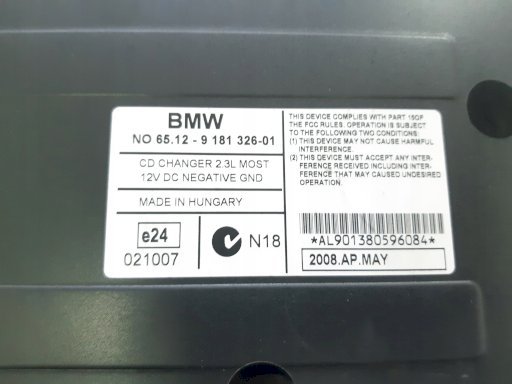 BMW
NO 65.12 - 9 181 326-01
CD CHANGER 2.3L MOST
12V DC NEGATIVE GND
MADE IN HUNGARY
e24
021007
N18
THIS DEVICE COMPLIES WITH PART 15OF
THE FCC RULES. OPERATION IS SUBJECT
TO THE FOLLOWING TWO CONDITIONS:
(1) THIS DEVICE MAY NOT CAUSE HARMFUL
INTERFERENCE.
(2) THIS DEVICE MUST ACCEPT ANY INTER-
FERENCE RECEIVED INCLUDING INTER-
FERENCE THAT MAY CAUSED UNDESIRED
OPERATION.
*AL901380596084*
2008.AP.MAY